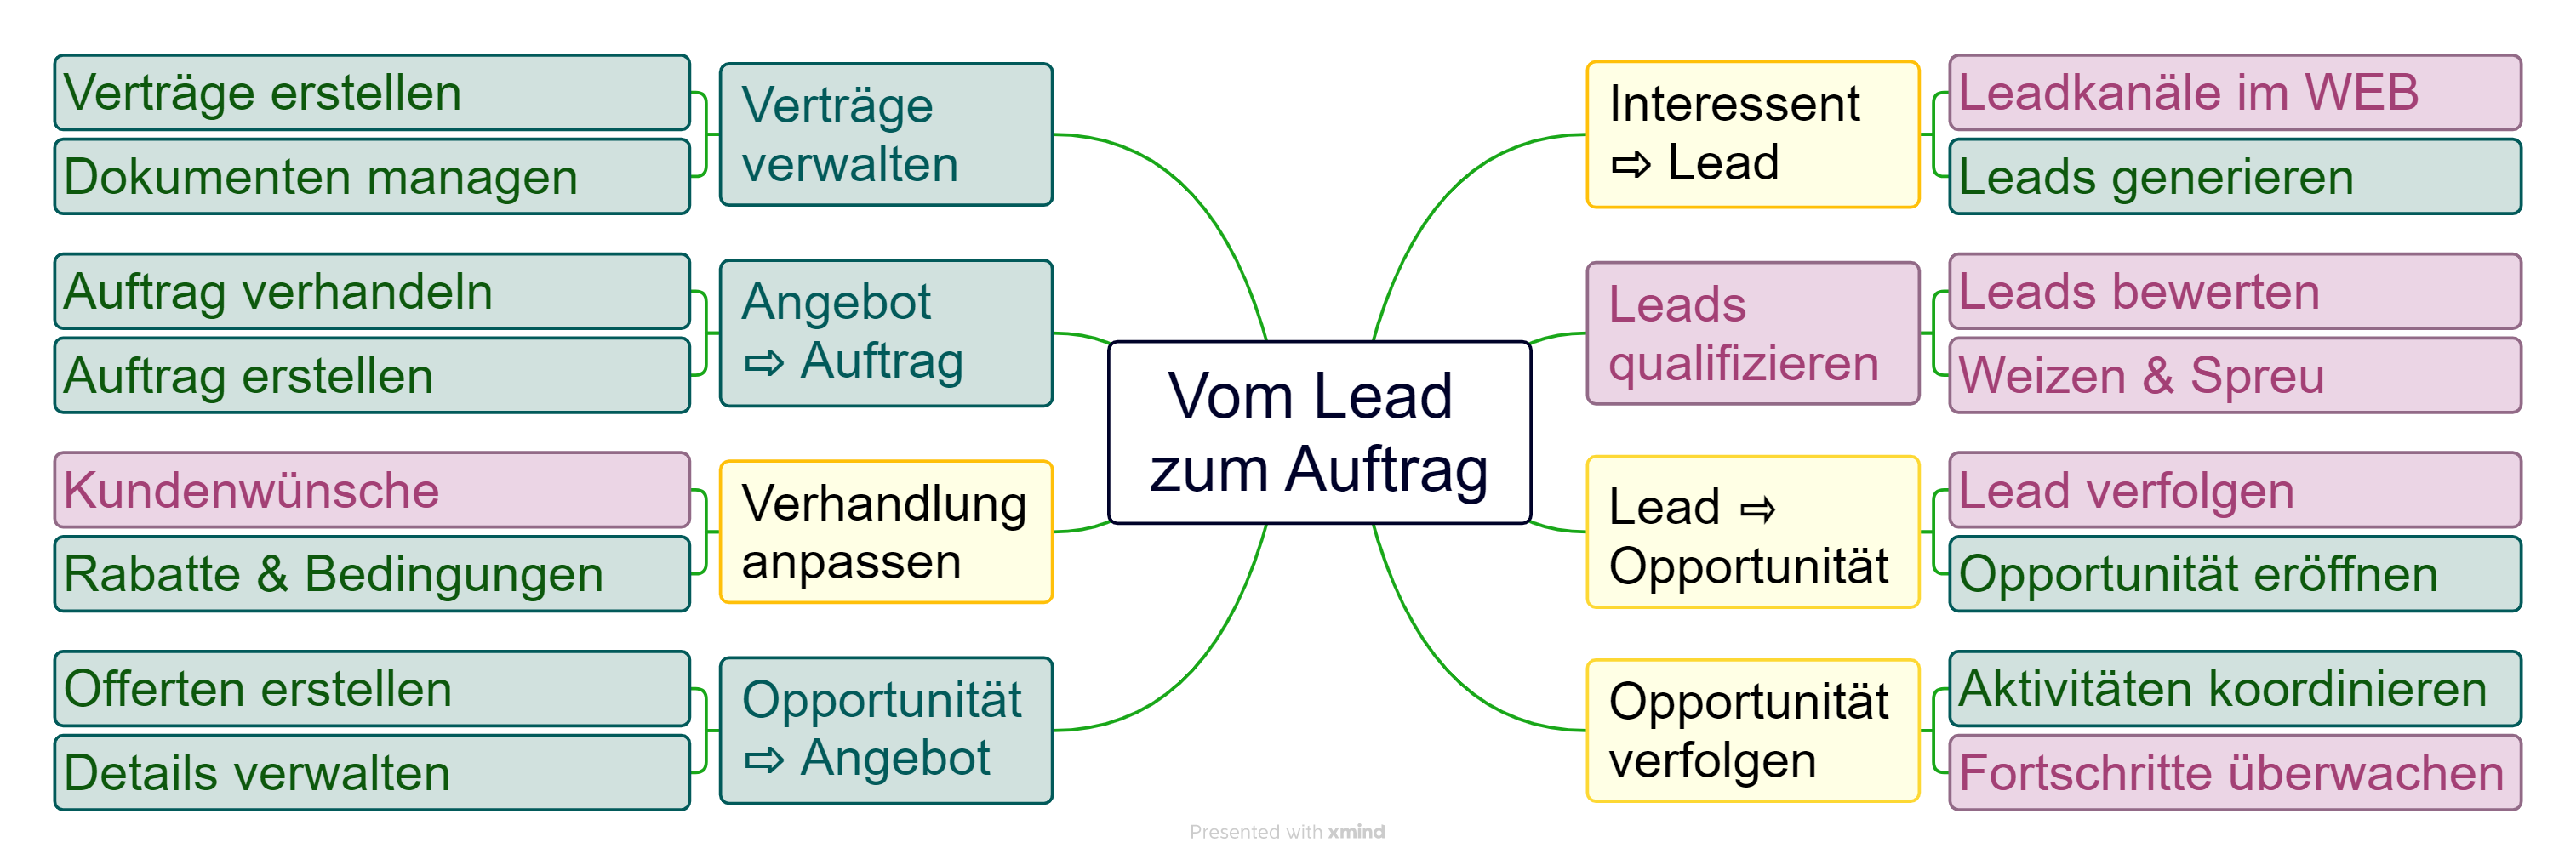 Vom Lead
zum Auftrag
Interessent
⇨ Lead
Leadkanäle im WEB
Leads generieren
Leads
qualifizieren
Leads bewerten
Weizen & Spreu
Lead ⇨
Opportunität
Lead verfolgen
Opportunität eröffnen
Opportunität
verfolgen
Aktivitäten koordinieren
Fortschritte überwachen
Verträge
verwalten
Verträge erstellen
Dokumenten managen
Angebot
⇨ Auftrag
Auftrag verhandeln
Auftrag erstellen
Verhandlung
anpassen
Kundenwünsche
Rabatte & Bedingungen
Opportunität
⇨ Angebot
Offerten erstellen
Details verwalten
Presented with xmind